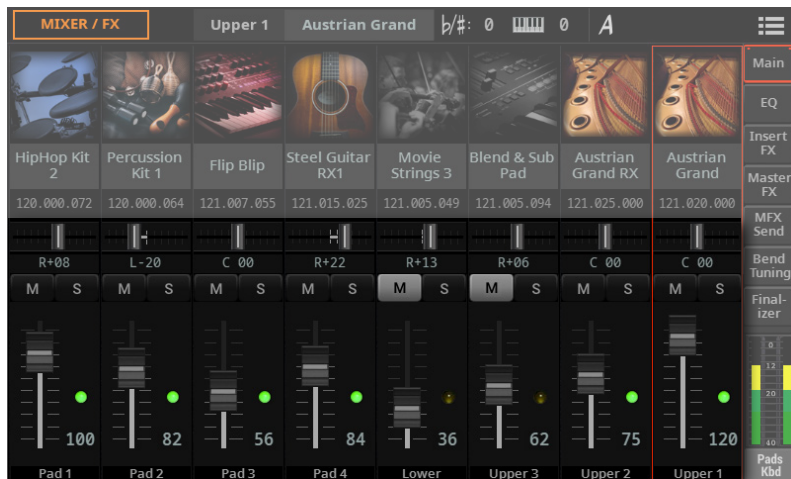 MIXER / FX
Upper 1
Austrian Grand
♭/#: 0
0
A
Main
EQ
Insert
FX
Master
FX
MFX
Send
Bend
Tuning
Final-
izer
HipHop Kit
2
Percussion
Kit 1
Flip Blip
Steel Guitar
RX1
Movie
Strings 3
Blend & Sub
Pad
Austrian
Grand RX
Austrian
Grand
120.000.072 120.000.064 121.007.055 121.015.025 121.005.049 121.005.094 121.025.000 121.020.000
R+08 L-20 C 00 R+22 R+13 R+06 C 00 C 00
M S M S M S M S M S M S M S M S
0
12
20
40
100 82 56 84 36 62 75 120
Pad 1 Pad 2 Pad 3 Pad 4 Lower Upper 3 Upper 2 Upper 1
Pads
Kbd